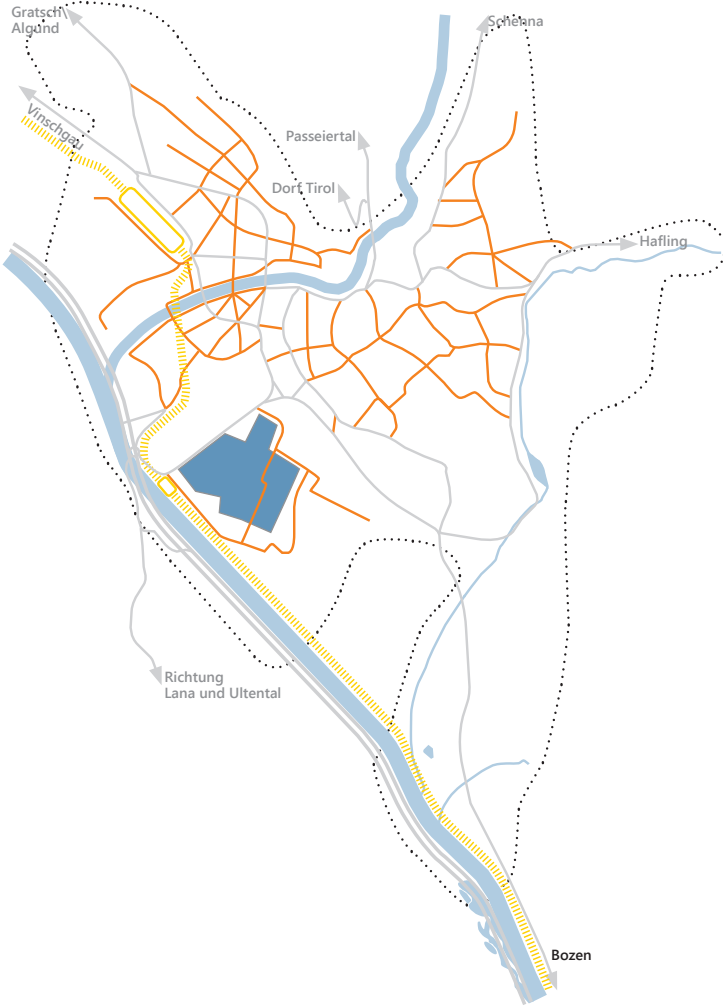 Gratsch\
Algund
Schenna
Vinschgau
Passeiertal
Dorf Tirol
Hafling
Richtung
Lana und Ultental
Bozen